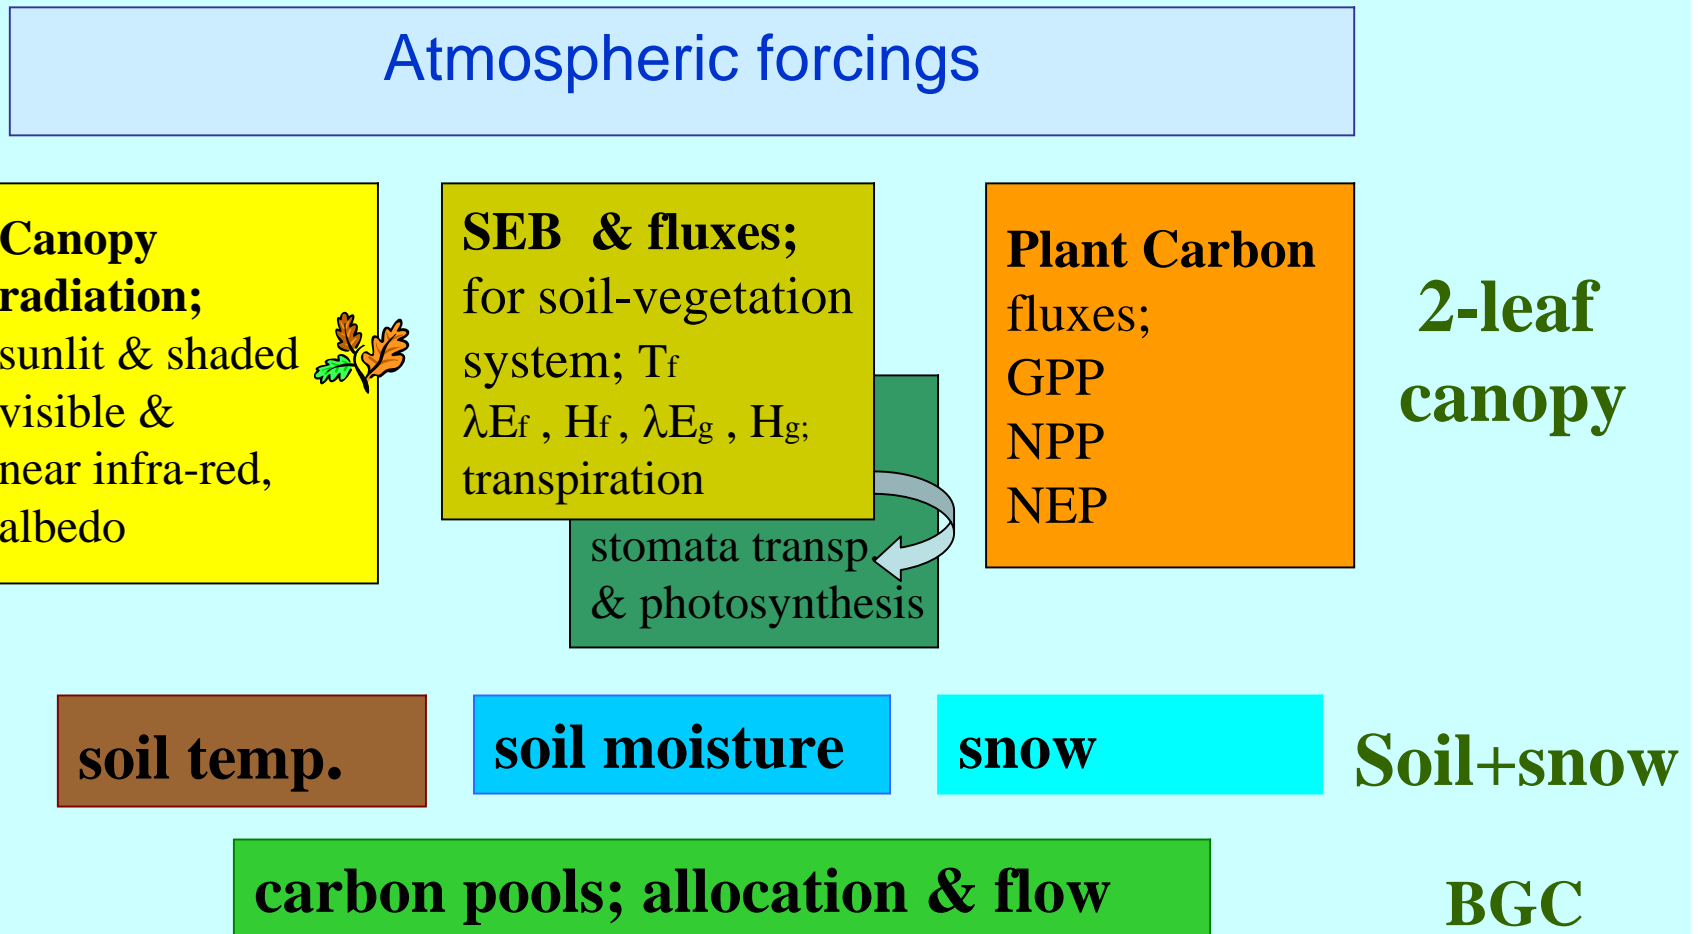 Atmospheric forcings
Canopy
radiation;
sunlit & shaded
visible &
near infra-red,
albedo
SEB & fluxes;
for soil-vegetation
system; Tf
λEf , Hf , λEg , Hg;
transpiration
stomata transp.
& photosynthesis
Plant Carbon
fluxes;
GPP
NPP
NEP
2-leaf
canopy
soil temp.
soil moisture
snow
Soil+snow
carbon pools; allocation & flow
BGC